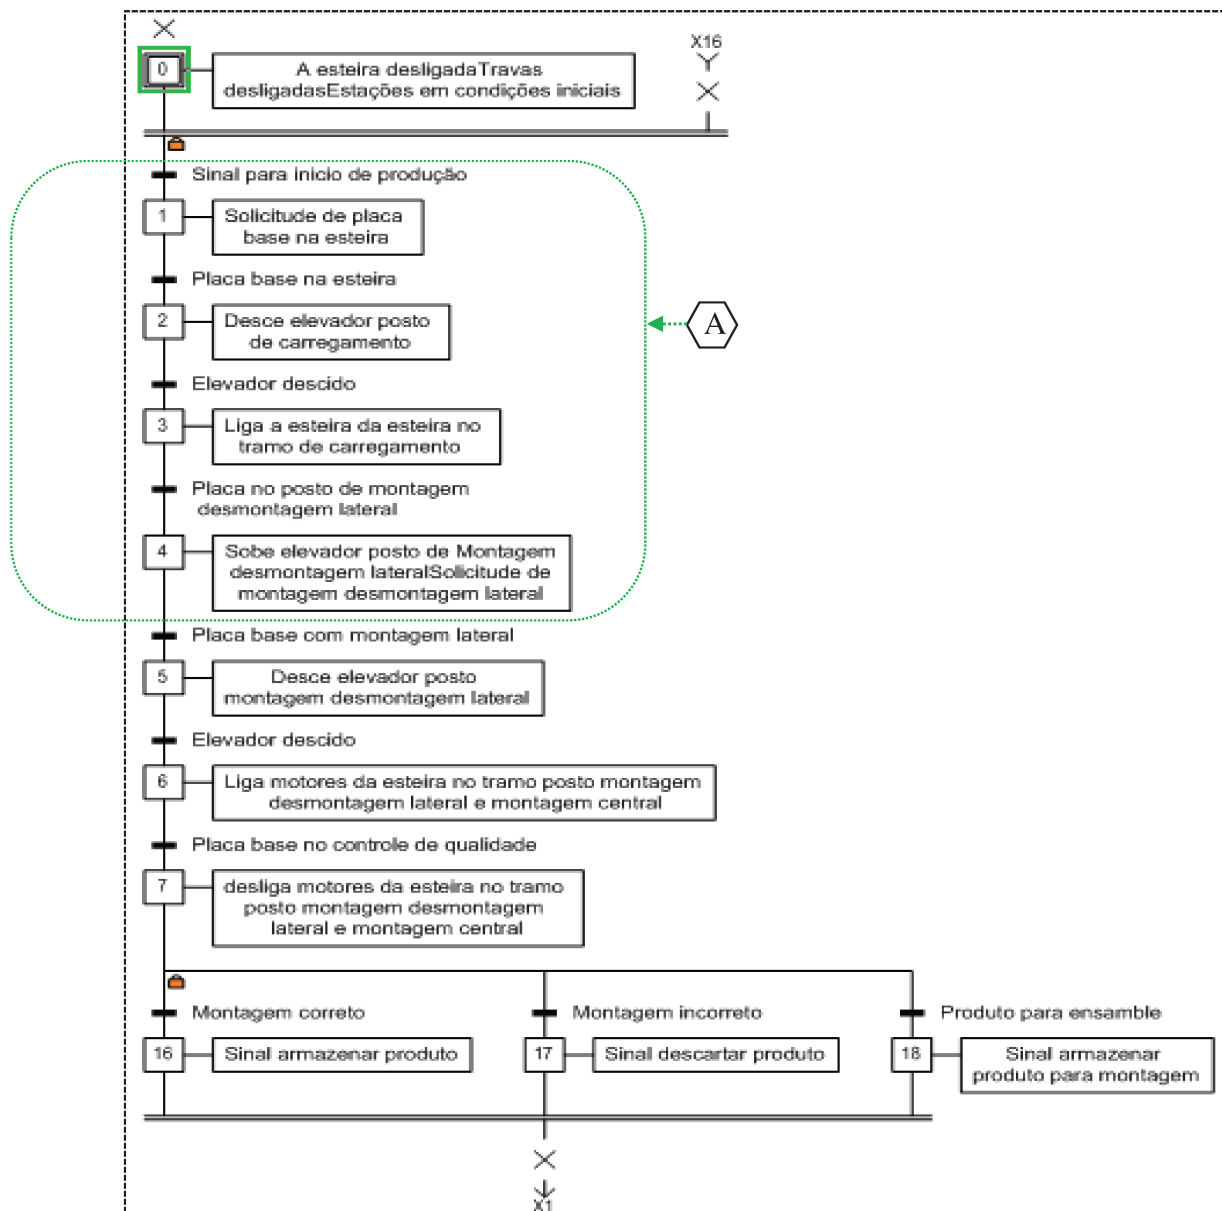 X16
0
A esteira desligadaTravas
desligadasEstações em condições iniciais
Sinal para inicio de produção
1
Solicitude de placa
base na esteira
Placa base na esteira
2
Desce elevador posto
de carregamento
A
Elevador descido
3
Liga a esteira da esteira no
tramo de carregamento
Placa no posto de montagem
desmontagem lateral
4
Sobe elevador posto de Montagem
desmontagem lateralSolicitude de
montagem desmontagem lateral
Placa base com montagem lateral
5
Desce elevador posto
montagem desmontagem lateral
Elevador descido
6
Liga motores da esteira no tramo posto montagem
desmontagem lateral e montagem central
Placa base no controle de qualidade
7
desliga motores da esteira no tramo
posto montagem desmontagem
lateral e montagem central
Montagem correto
Montagem incorreto
Produto para ensamble
16
Sinal armazenar produto
17
Sinal descartar produto
18
Sinal armazenar
produto para montagem
X1